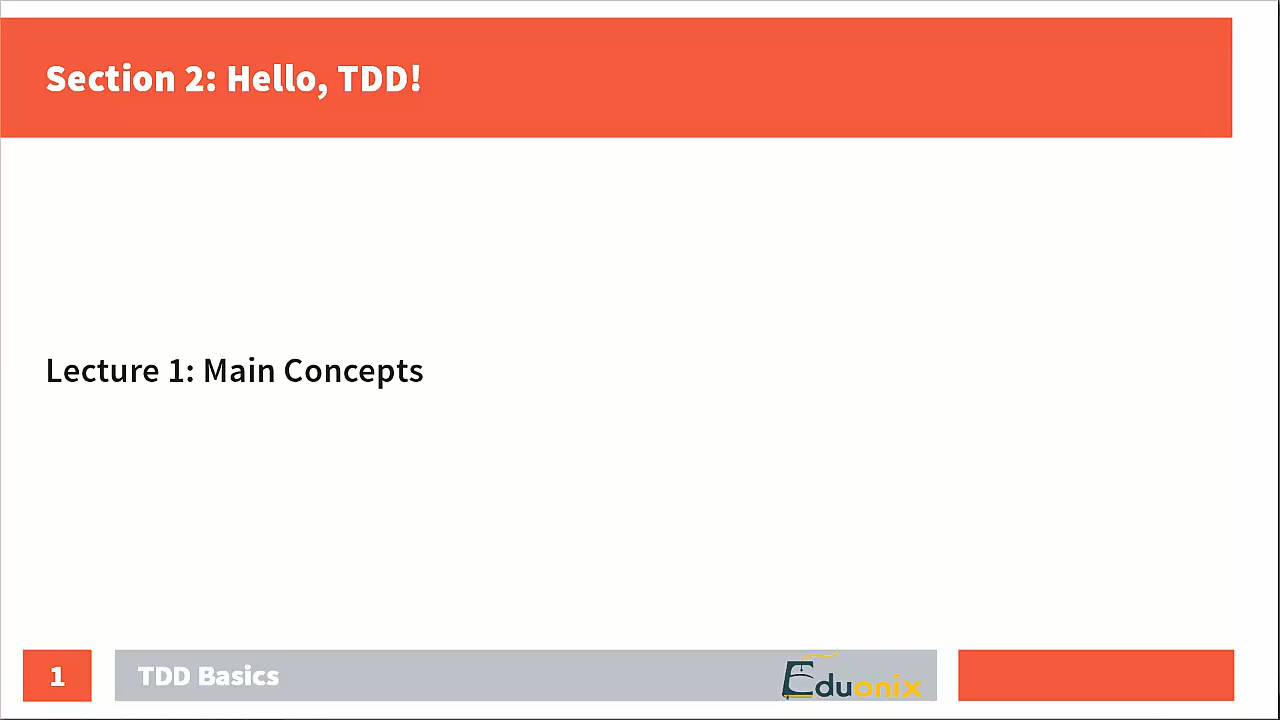 Section 2: Hello, TDD!
Lecture 1: Main Concepts
1
TDD Basics
Eduonix